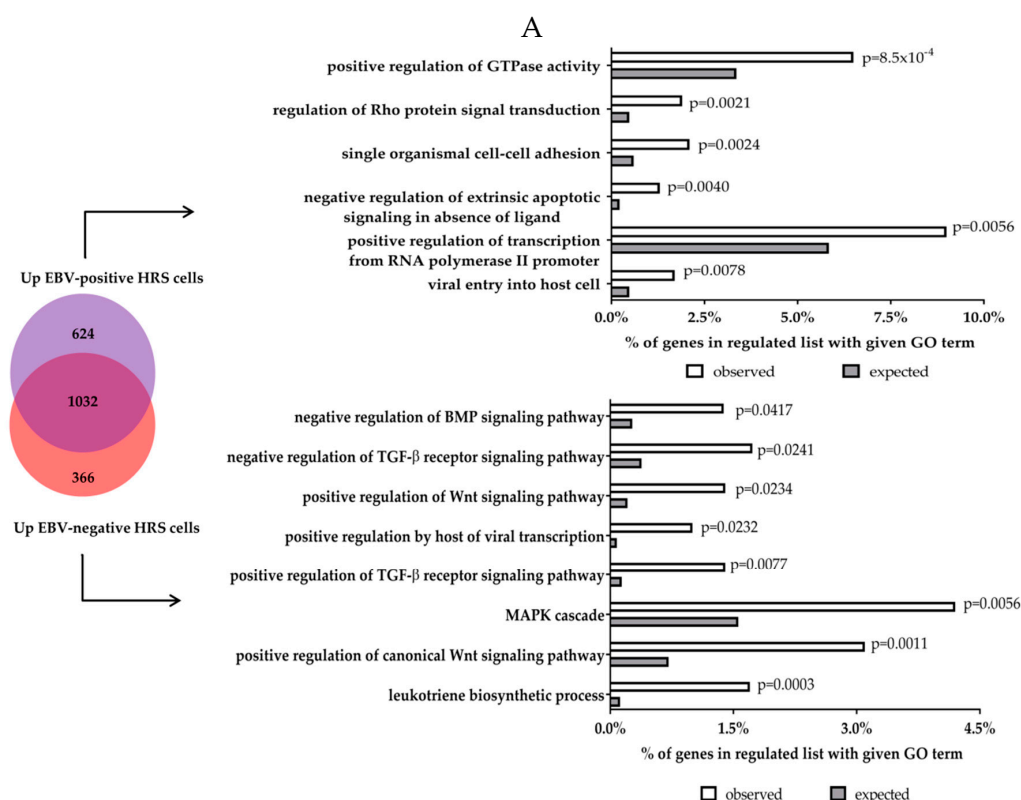 A
positive regulation of GTPase activity
p=8.5x10⁻⁴
regulation of Rho protein signal transduction
p=0.0021
single organismal cell-cell adhesion
p=0.0024
negative regulation of extrinsic apoptotic
signaling in absence of ligand
p=0.0040
positive regulation of transcription
from RNA polymerase II promoter
p=0.0056
viral entry into host cell
p=0.0078
0.0% 2.5% 5.0% 7.5% 10.0%
% of genes in regulated list with given GO term
observed expected
Up EBV-positive HRS cells
624
1032
366
Up EBV-negative HRS cells
negative regulation of BMP signaling pathway
p=0.0417
negative regulation of TGF-β receptor signaling pathway
p=0.0241
positive regulation of Wnt signaling pathway
p=0.0234
positive regulation by host of viral transcription
p=0.0232
positive regulation of TGF-β receptor signaling pathway
p=0.0077
MAPK cascade
p=0.0056
positive regulation of canonical Wnt signaling pathway
p=0.0011
leukotriene biosynthetic process
p=0.0003
0.0% 1.5% 3.0% 4.5%
% of genes in regulated list with given GO term
observed expected